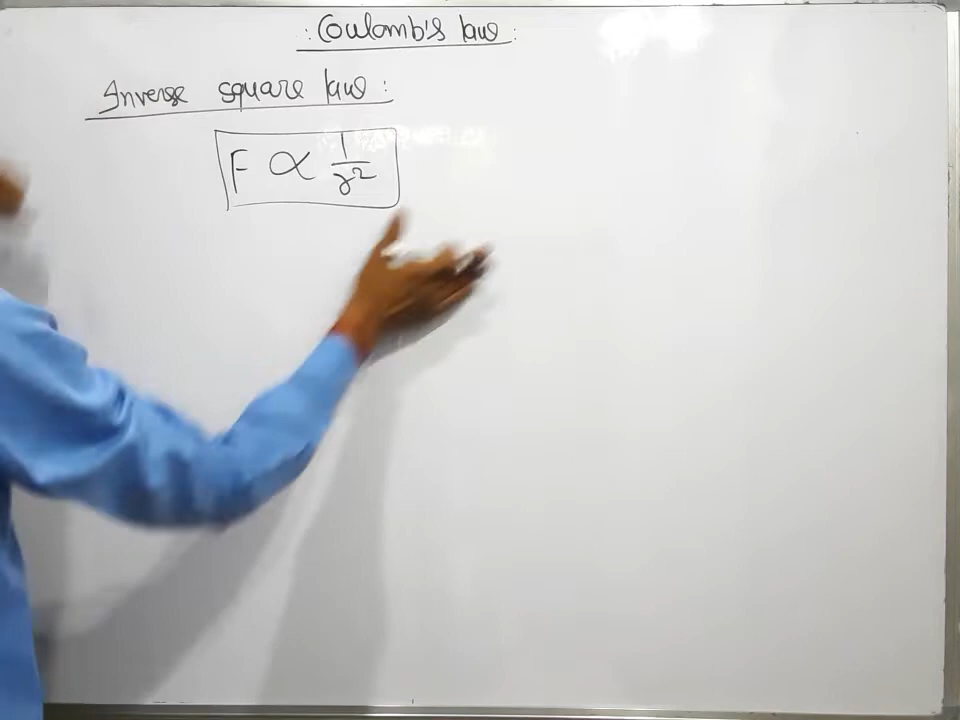 : Coulomb's law :
Inverse square law :
F ∝ 1/r²